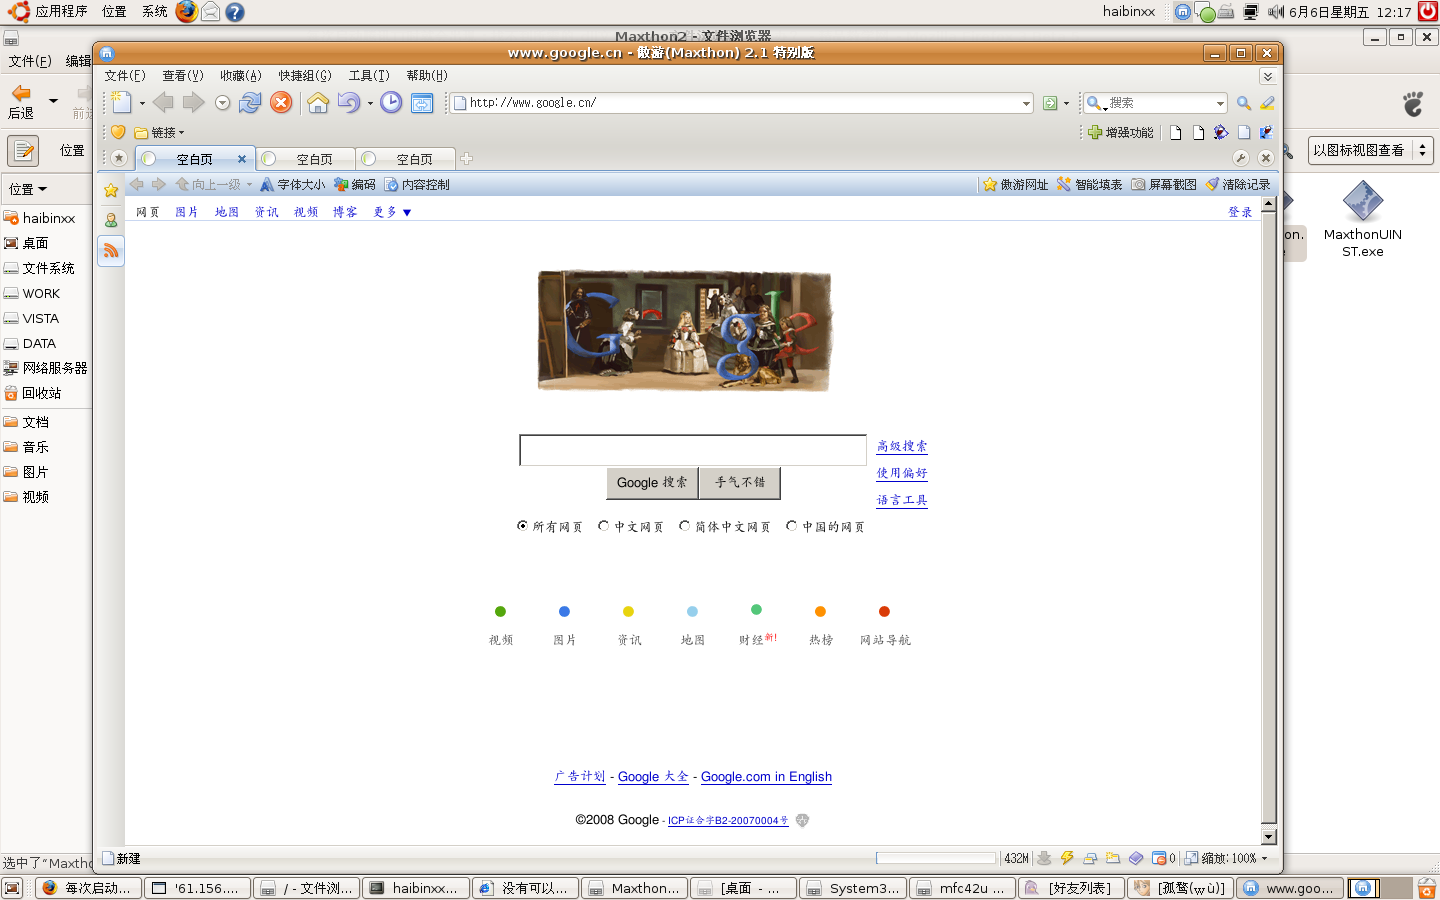 应用程序 位置 系统
haibinxx 6月6日星期五 12:17
Maxthon2 - 文件浏览器
www.google.cn - 傲游(Maxthon) 2.1 特别版
文件(F) 编辑
文件(F) 查看(V) 收藏(A) 快捷组(G) 工具(T) 帮助(H)
后退
http://www.google.cn/
搜索
链接
增强功能
位置
空白页 空白页 空白页
以图标视图查看
向上一级 字体大小 编码 内容控制
傲游网址 智能填表 屏幕截图 清除记录
位置
haibinxx
桌面
文件系统
WORK
VISTA
DATA
网络服务器
回收站
文档
音乐
图片
视频
网页 图片 地图 资讯 视频 博客 更多 ▼
登录
MaxthonUIN
ST.exe
高级搜索
使用偏好
语言工具
Google 搜索 手气不错
所有网页 中文网页 简体中文网页 中国的网页
视频 图片 资讯 地图 财经新! 热榜 网站导航
广告计划 - Google 大全 - Google.com in English
©2008 Google - ICP证合字B2-20070004号
选中了“Maxtho
新建
432M 0 缩放:100%
每次启动... '61.156.... / - 文件浏... haibinxx... 没有可以... Maxthon... [桌面 - ... System3... mfc42u [好友列表] [孤鹜(wù)] www.goo...